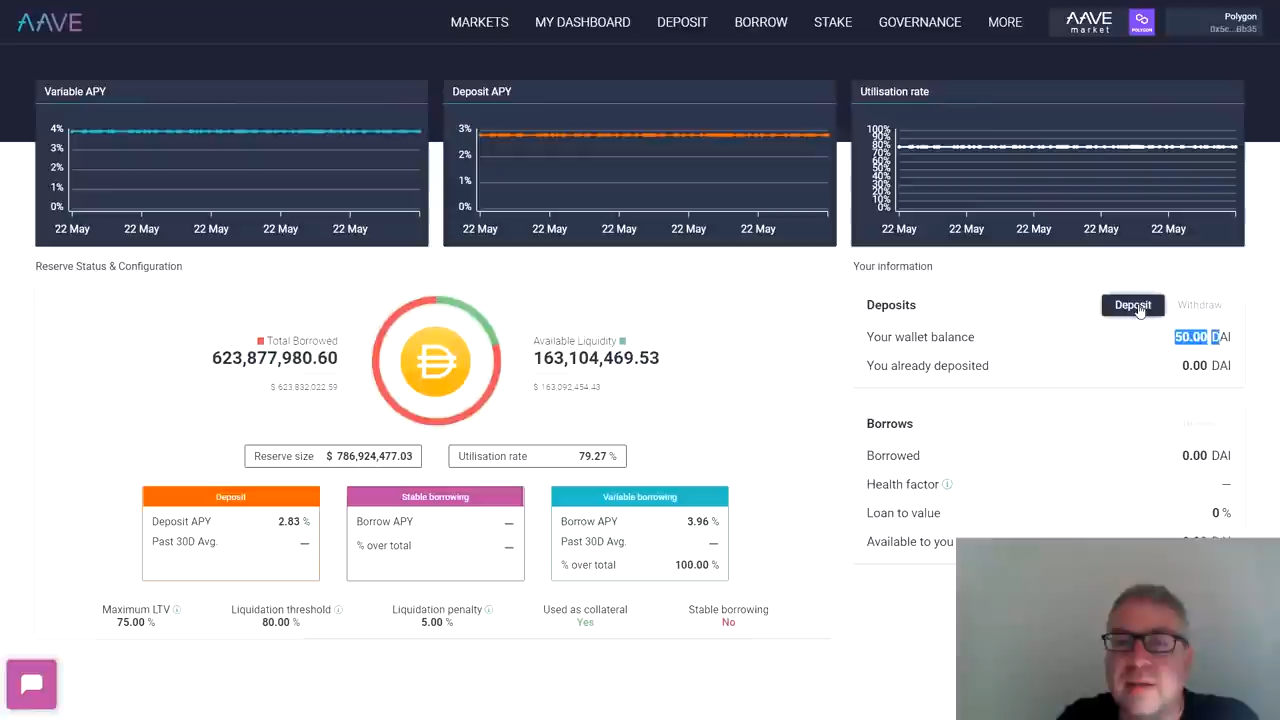 AAVE
MARKETS
MY DASHBOARD
DEPOSIT
BORROW
STAKE
GOVERNANCE
MORE
AAVE
market
POLYGON
Polygon
0x5c...Bb35
Variable APY
4%
3%
2%
1%
0%
22 May 22 May 22 May 22 May 22 May
Deposit APY
3%
2%
1%
0%
22 May 22 May 22 May 22 May 22 May
Utilisation rate
100%
90%
80%
70%
60%
50%
40%
30%
20%
10%
0%
22 May 22 May 22 May 22 May 22 May
Reserve Status & Configuration
Total Borrowed
623,877,980.60
$ 623,832,022.59
Available Liquidity
163,104,469.53
$ 163,092,454.43
Reserve size $ 786,924,477.03
Utilisation rate 79.27 %
Deposit
Deposit APY 2.83 %
Past 30D Avg. —
Stable borrowing
Borrow APY —
% over total —
Variable borrowing
Borrow APY 3.96 %
Past 30D Avg. —
% over total 100.00 %
Maximum LTV
75.00 %
Liquidation threshold
80.00 %
Liquidation penalty
5.00 %
Used as collateral
Yes
Stable borrowing
No
Your information
Deposits
Deposit
Withdraw
Your wallet balance 50.00 DAI
You already deposited 0.00 DAI
Borrows
Borrowed 0.00 DAI
Health factor —
Loan to value 0 %
Available to you